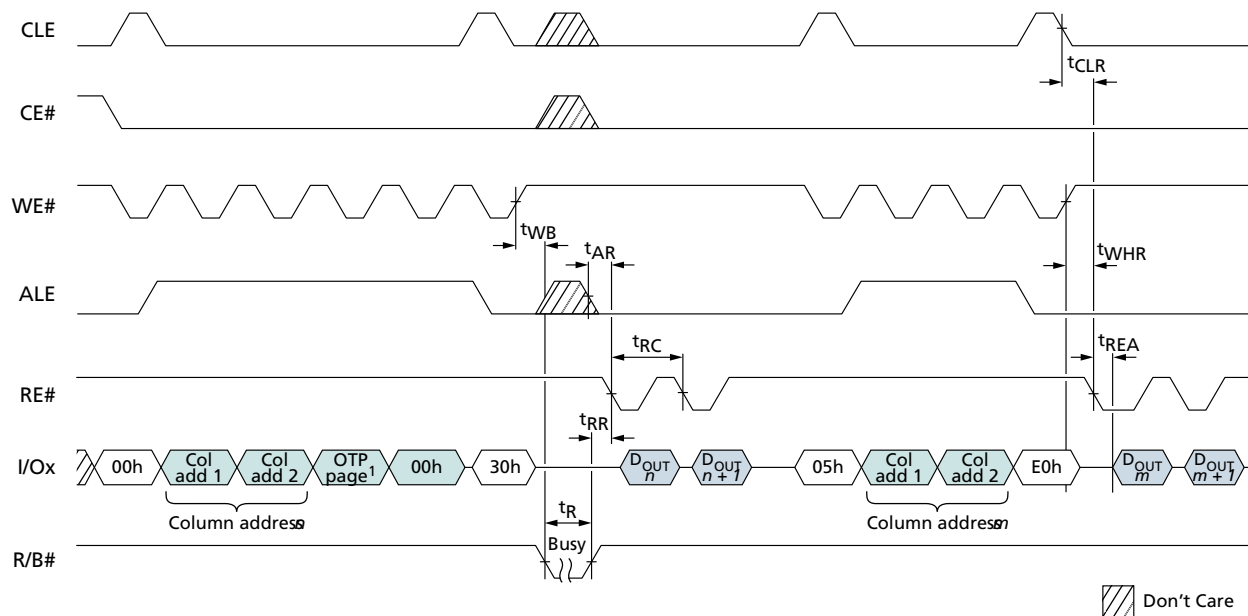 CLE
tCLR
CE#
WE#
tWB
tAR
tWHR
ALE
tRC
tREA
RE#
tRR
I/Ox
00h
Col add 1
Col add 2
OTP page1
00h
30h
DOUT n
DOUT n + 1
05h
Col add 1
Col add 2
E0h
DOUT m
DOUT m + 1
Column address n
tR
Column address m
R/B#
Busy
Don't Care